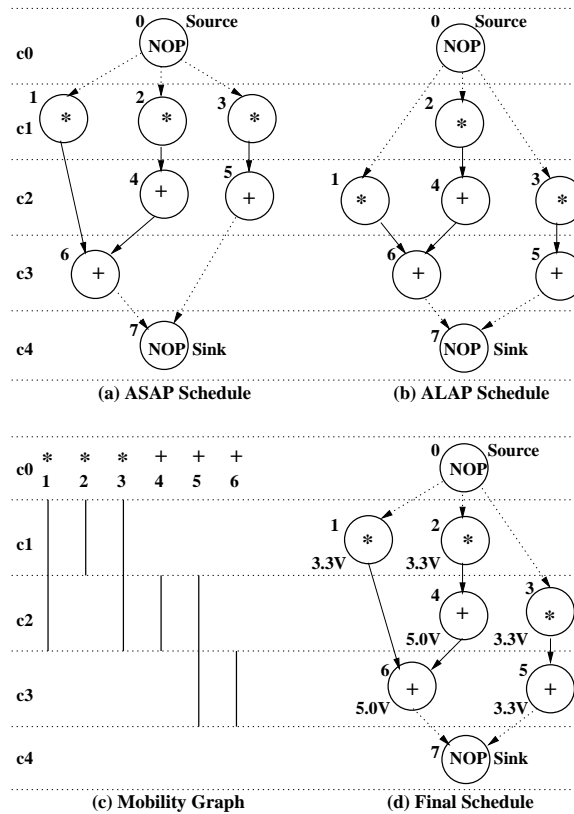 0 Source
c0 NOP
1 2 3
c1 * * *
4 5
c2 + +
6
c3 +
7
c4 NOP Sink
(a) ASAP Schedule
0 Source
NOP
2
*
1 4 3
* + *
6 5
+ +
7
NOP Sink
(b) ALAP Schedule
c0 * * * + + +
1 2 3 4 5 6
c1
c2
c3
c4
(c) Mobility Graph
0 Source
NOP
1 2
* *
3.3V 3.3V
4 3
+ *
5.0V 3.3V
6 5
+ +
5.0V 3.3V
7
NOP Sink
(d) Final Schedule